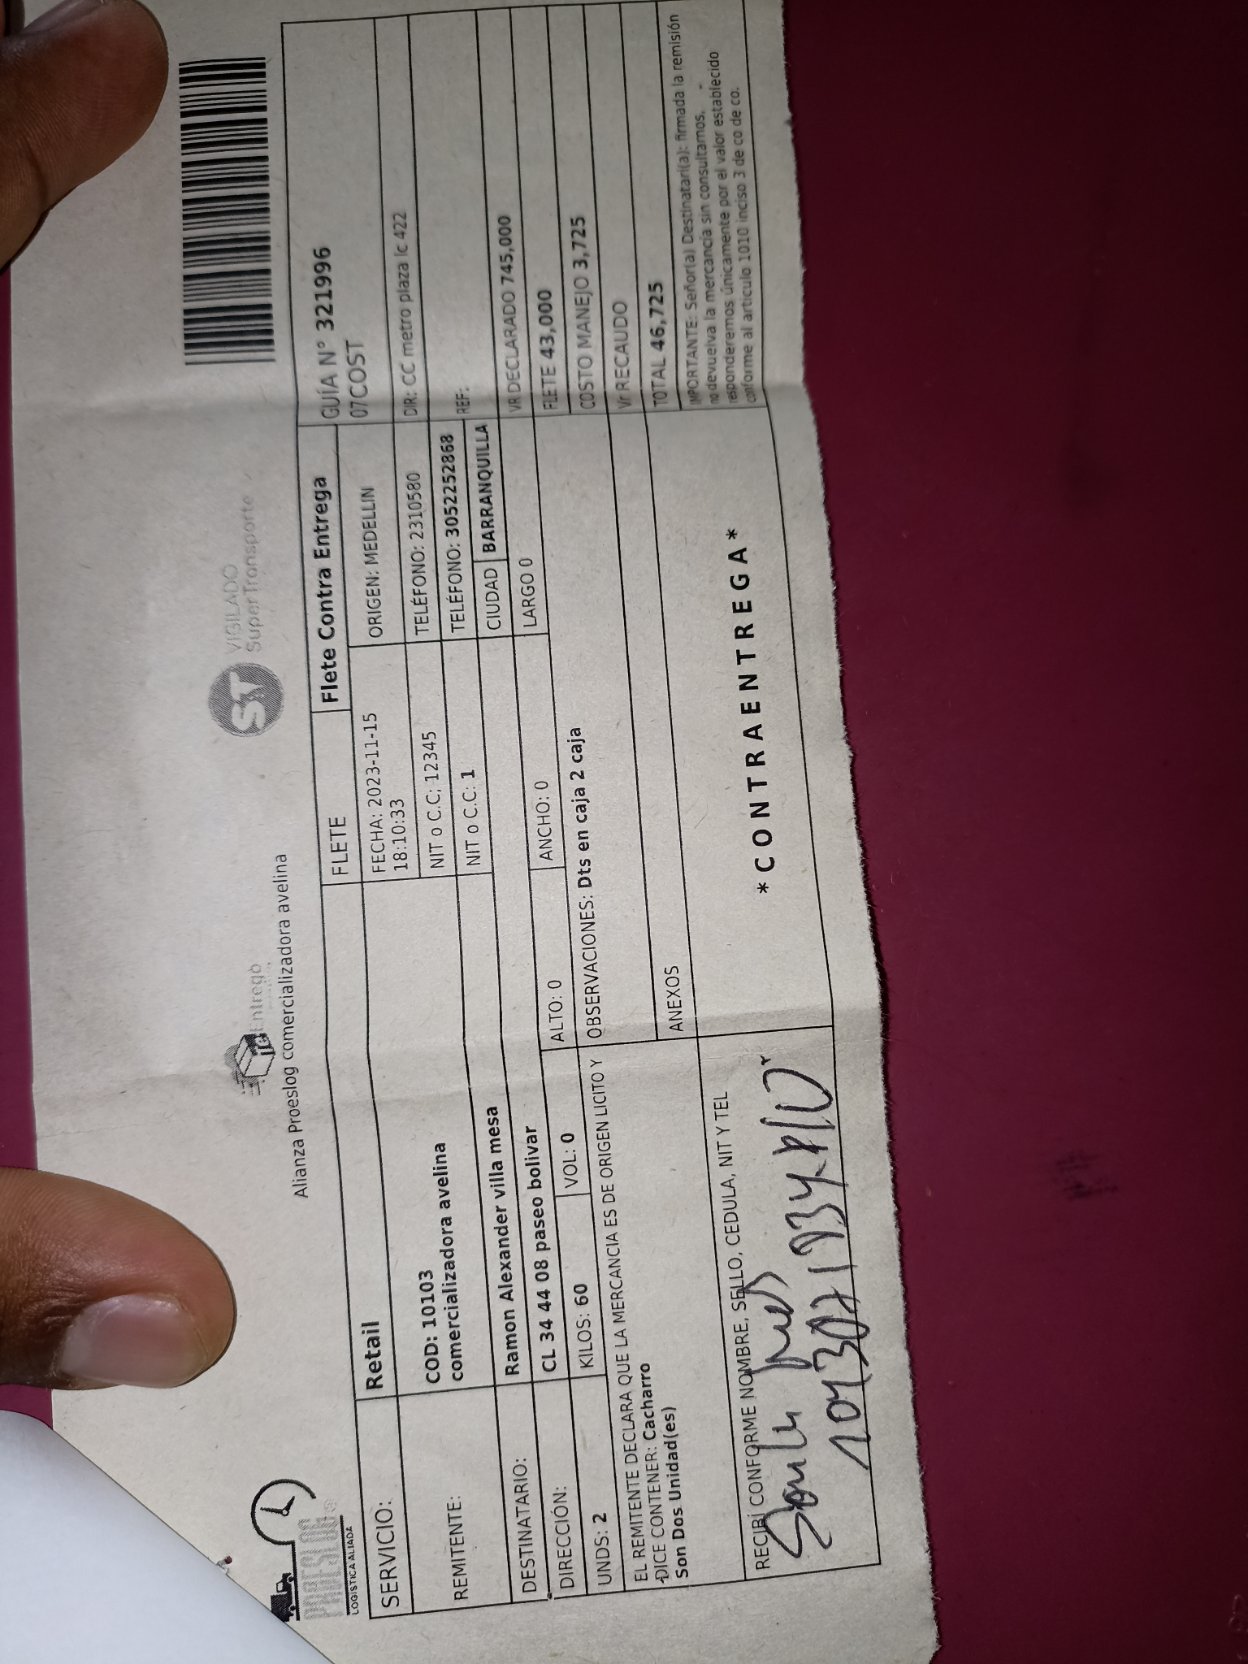 PROESLOG
LOGISTICA ALIADA
Entrego
Alianza Proeslog comercializadora avelina
ST VIGILADO
SuperTransporte
SERVICIO: Retail
FLETE Flete Contra Entrega
GUÍA N° 321996
07COST
REMITENTE: COD: 10103
comercializadora avelina
FECHA: 2023-11-15
18:10:33
ORIGEN: MEDELLIN
DIR: CC metro plaza lc 422
NIT o C.C: 12345
TELÉFONO: 2310580
DESTINATARIO: Ramon Alexander villa mesa
NIT o C.C: 1
TELÉFONO: 3052252868
REF:
DIRECCIÓN: CL 34 44 08 paseo bolivar
CIUDAD BARRANQUILLA
VR DECLARADO 745,000
UNDS: 2 KILOS: 60 VOL: 0 ALTO: 0 ANCHO: 0 LARGO 0
FLETE 43,000
EL REMITENTE DECLARA QUE LA MERCANCIA ES DE ORIGEN LICITO Y
DICE CONTENER: Cacharro
Son Dos Unidad(es)
OBSERVACIONES: Dts en caja 2 caja
COSTO MANEJO 3,725
Vr RECAUDO
ANEXOS
TOTAL 46,725
RECIBÍ CONFORME NOMBRE, SELLO, CEDULA, NIT Y TEL
*CONTRAENTREGA*
IMPORTANTE: Señor(a) Destinatari(a): firmada la remisión
no devuelva la mercancia sin consultarnos.
responderemos únicamente por el valor establecido
conforme al articulo 1010 inciso 3 de co de co.